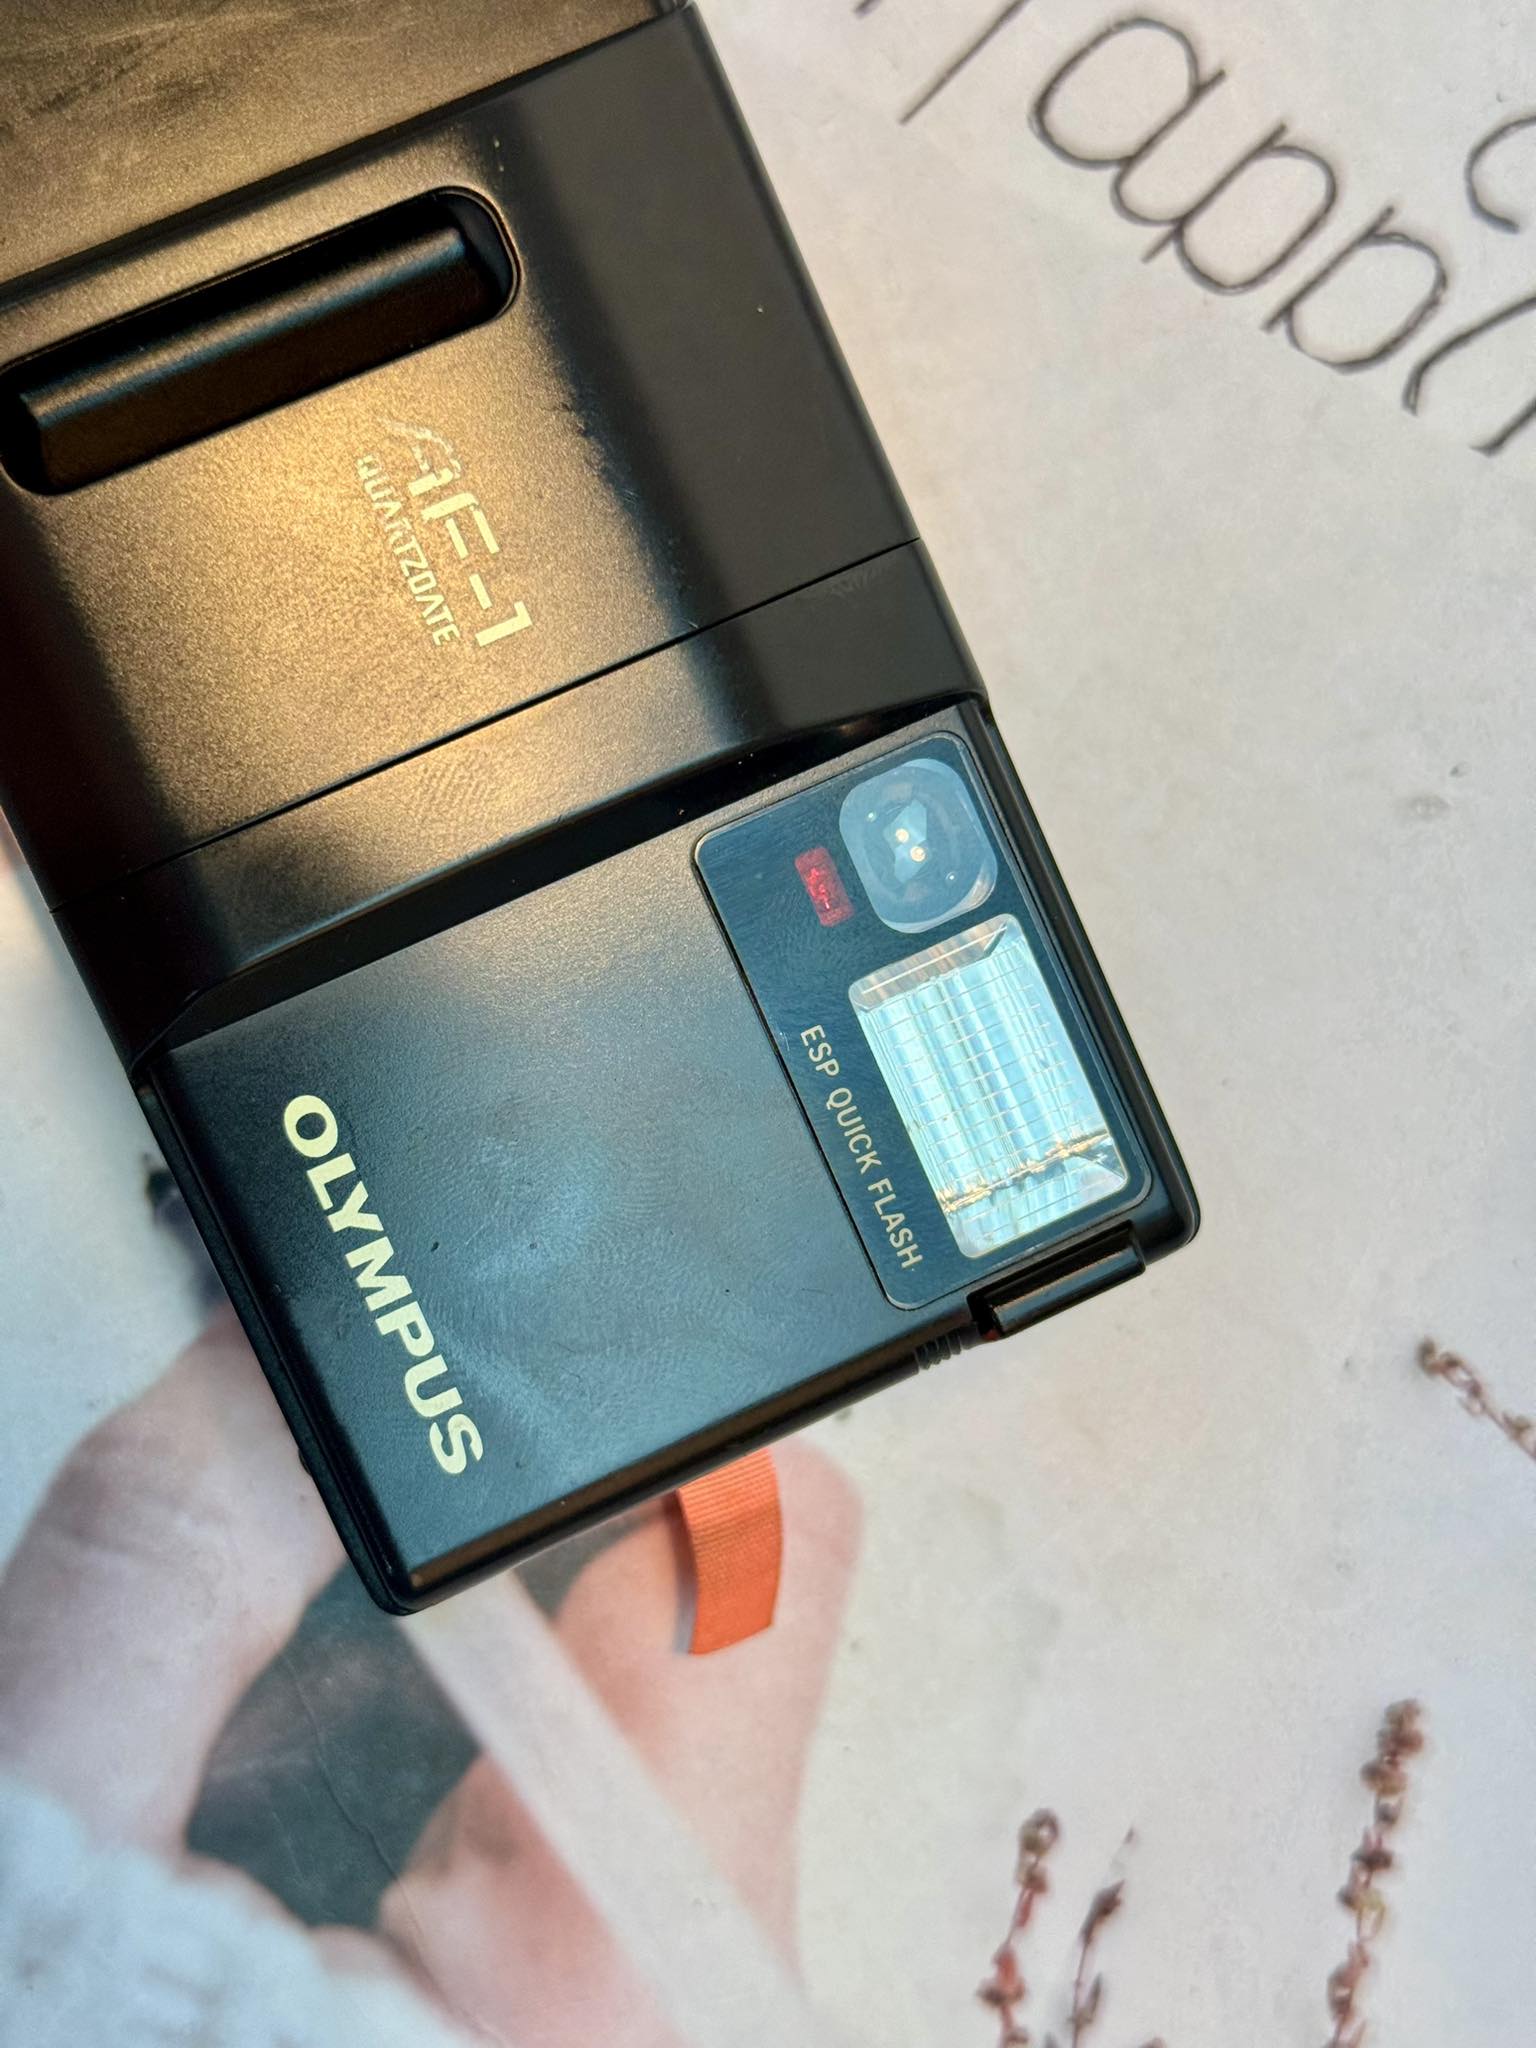 AF-1
QUARTZDATE
ESP QUICK FLASH
OLYMPUS